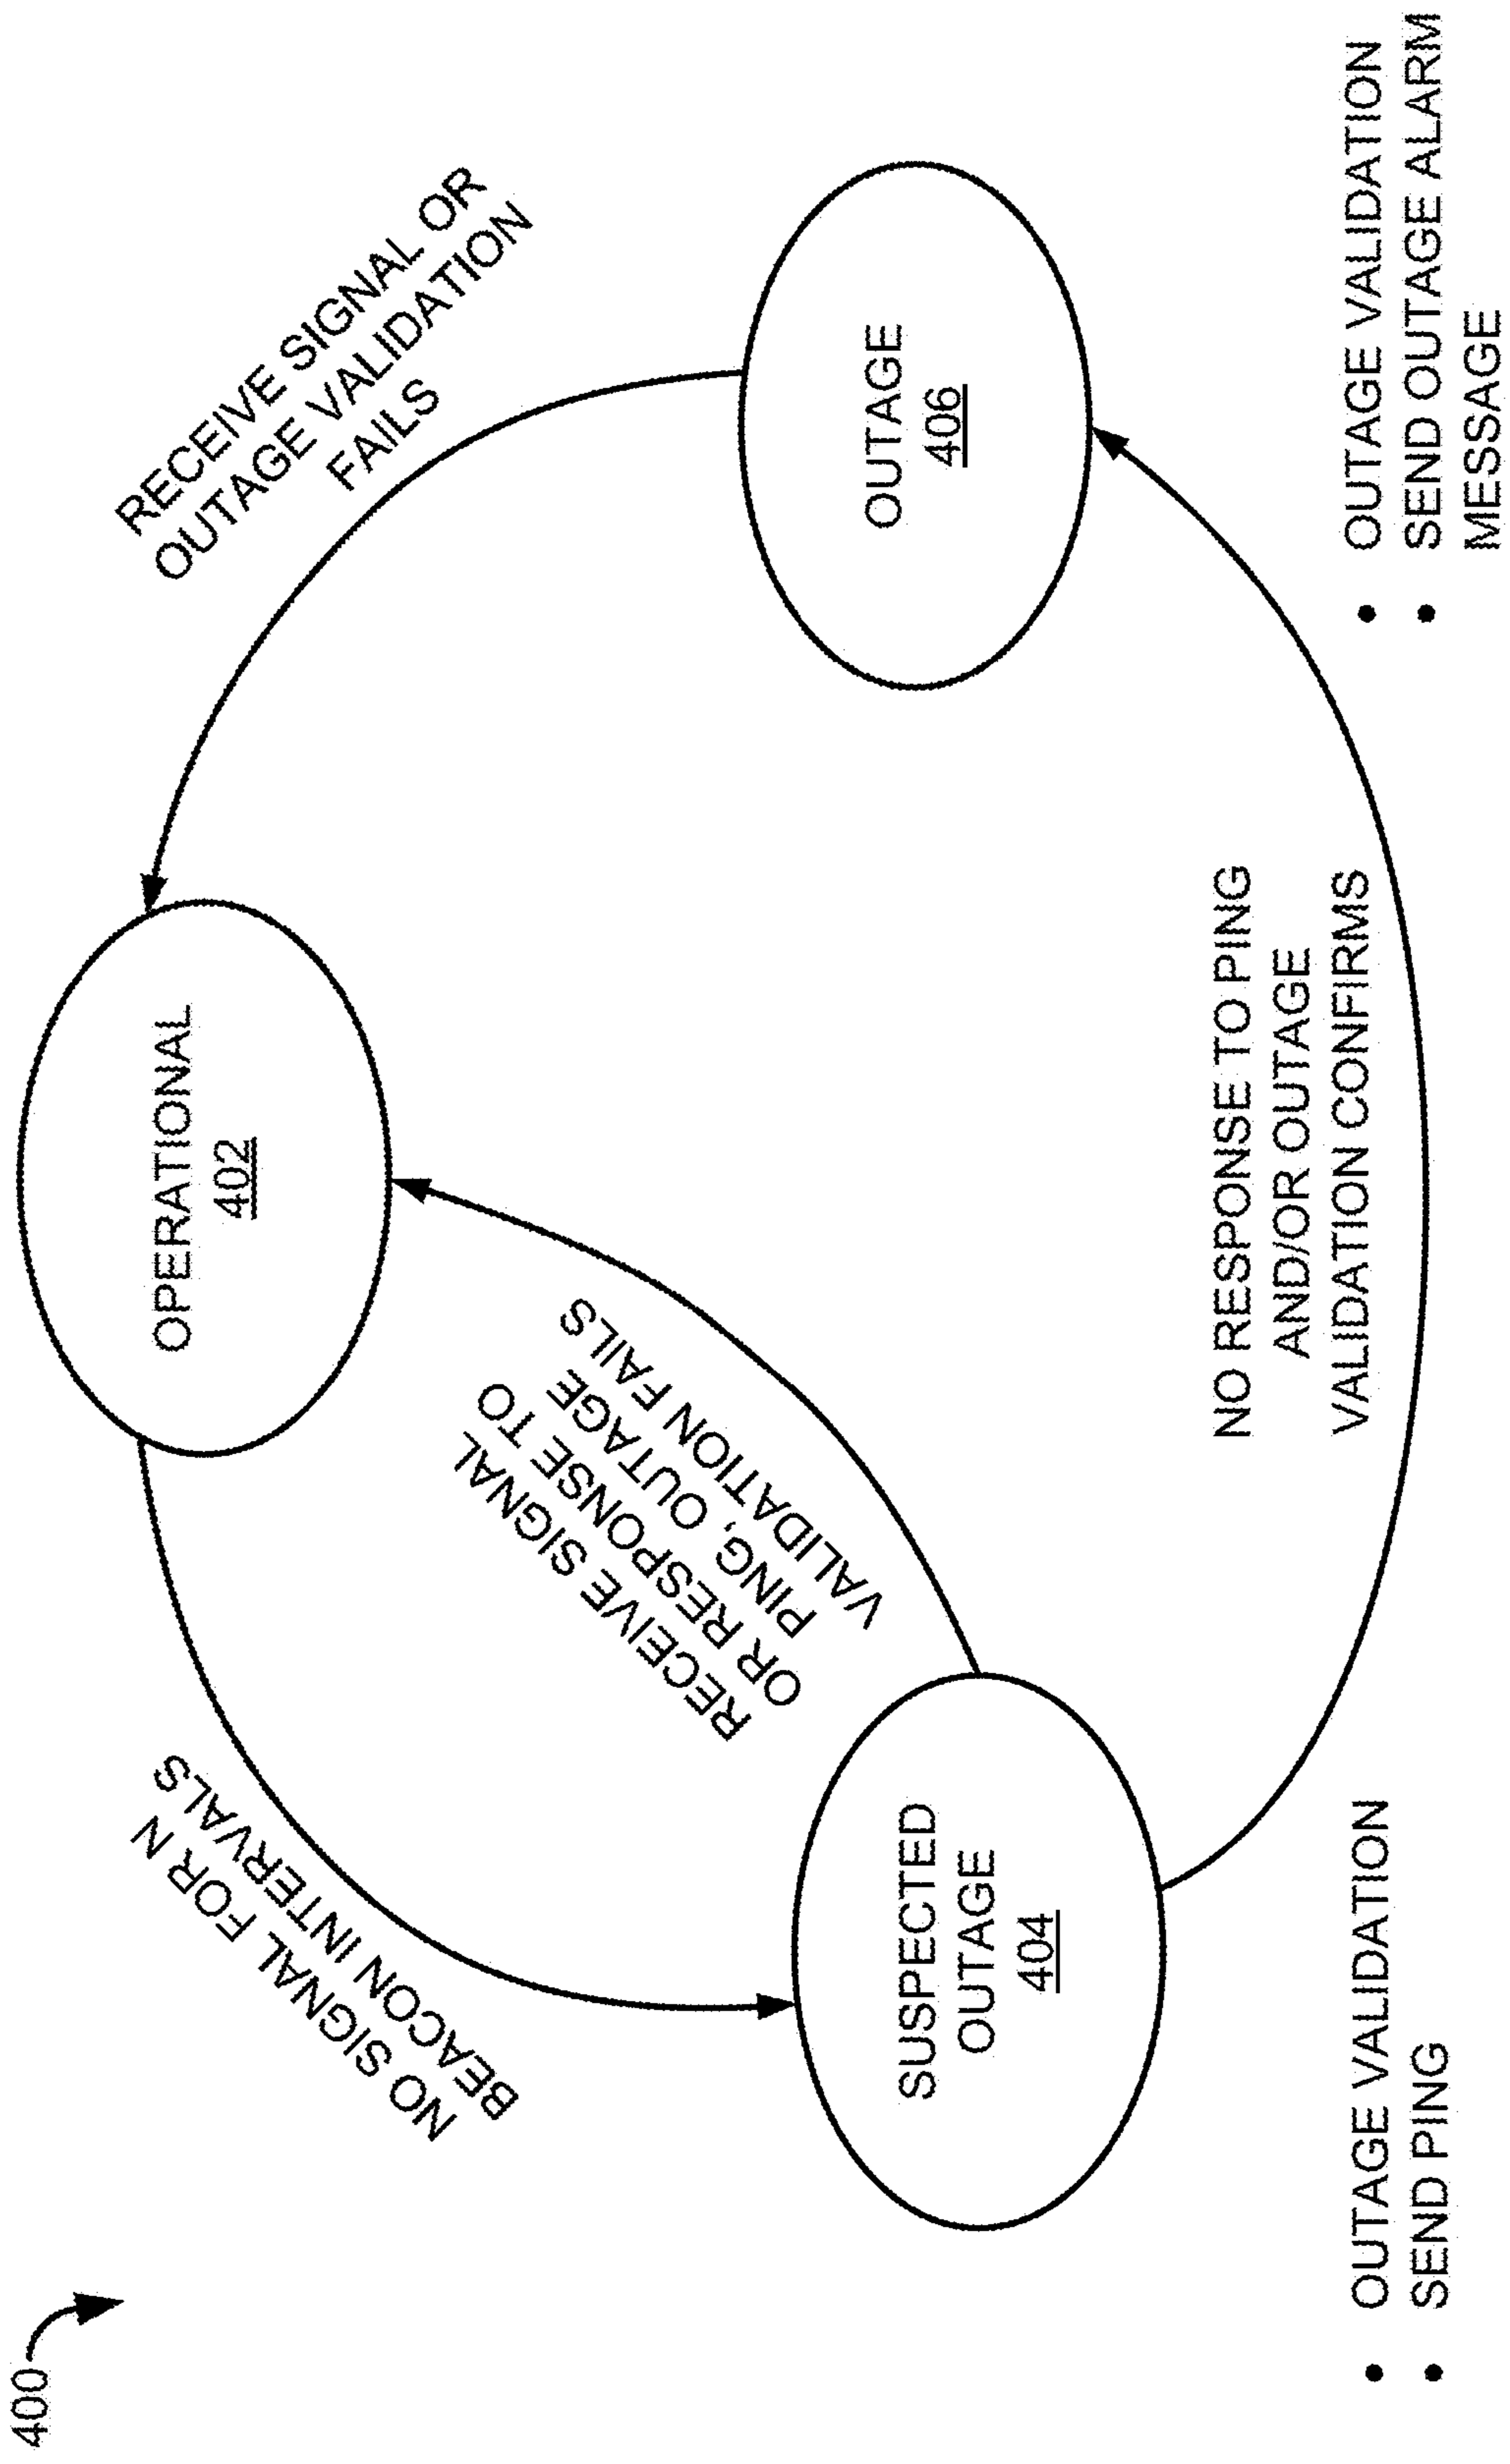 400
OPERATIONAL
402
NO SIGNAL FOR N
BEACON INTERVALS
RECEIVE SIGNAL OR
OUTAGE VALIDATION
FAILS
RECEIVE SIGNAL
OR RESPONSE TO
PING, OUTAGE
VALIDATION FAILS
SUSPECTED
OUTAGE
404
OUTAGE
406
NO RESPONSE TO PING
AND/OR OUTAGE
VALIDATION CONFIRMS
• OUTAGE VALIDATION
• SEND PING
• OUTAGE VALIDATION
• SEND OUTAGE ALARM
MESSAGE